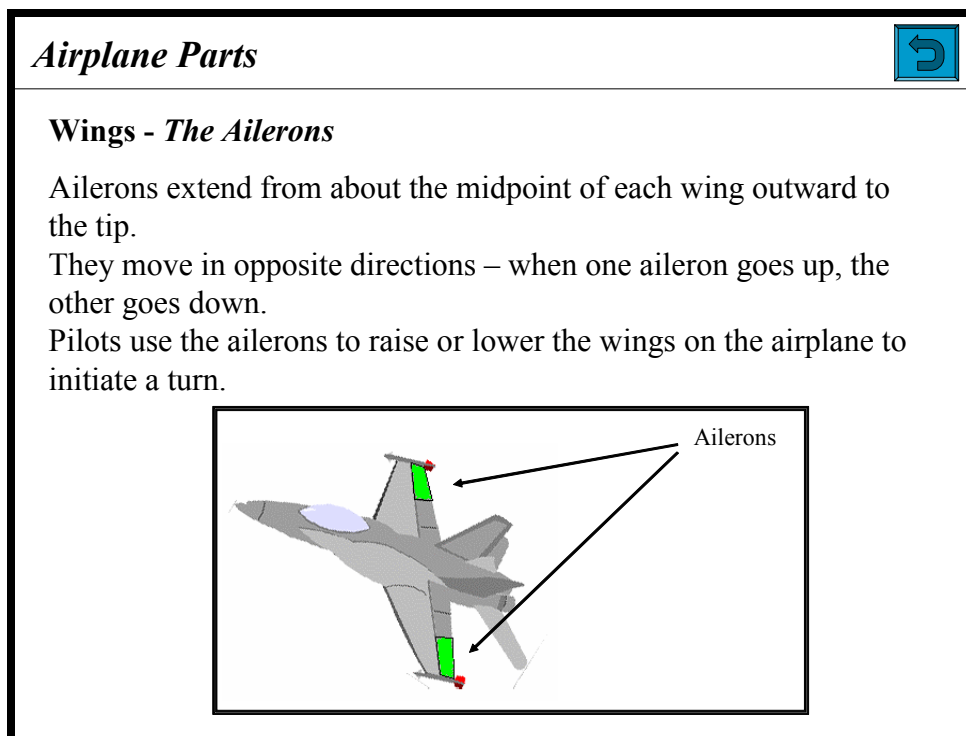 Airplane Parts
Wings - The Ailerons
Ailerons extend from about the midpoint of each wing outward to
the tip.
They move in opposite directions – when one aileron goes up, the
other goes down.
Pilots use the ailerons to raise or lower the wings on the airplane to
initiate a turn.
Ailerons